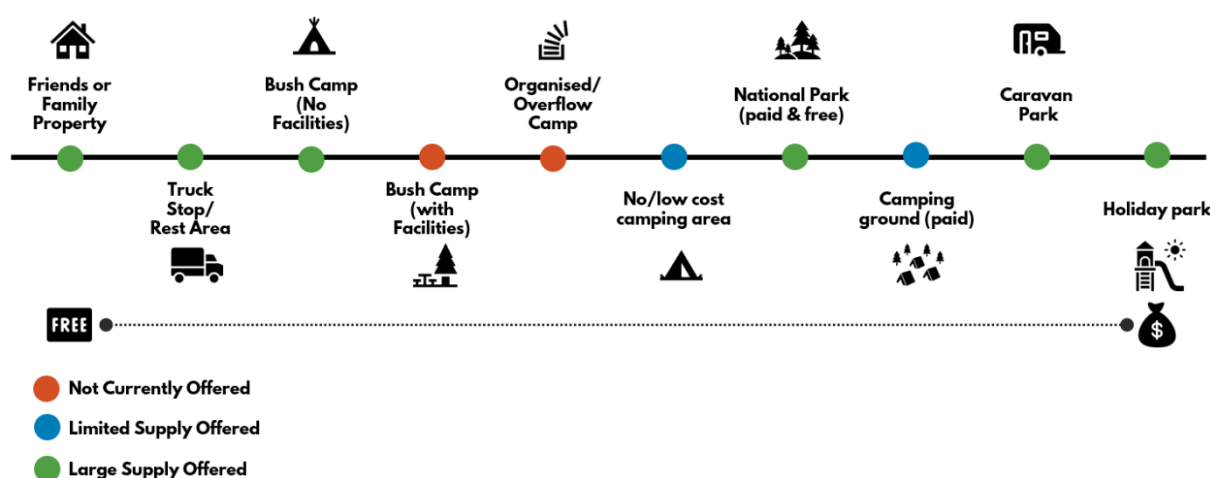 Friends or
Family
Property
Bush Camp
(No
Facilities)
Organised/
Overflow
Camp
National Park
(paid & free)
Caravan
Park
Truck
Stop/
Rest Area
Bush Camp
(with
Facilities)
No/low cost
camping area
Camping
ground (paid)
Holiday park
FREE
$
Not Currently Offered
Limited Supply Offered
Large Supply Offered